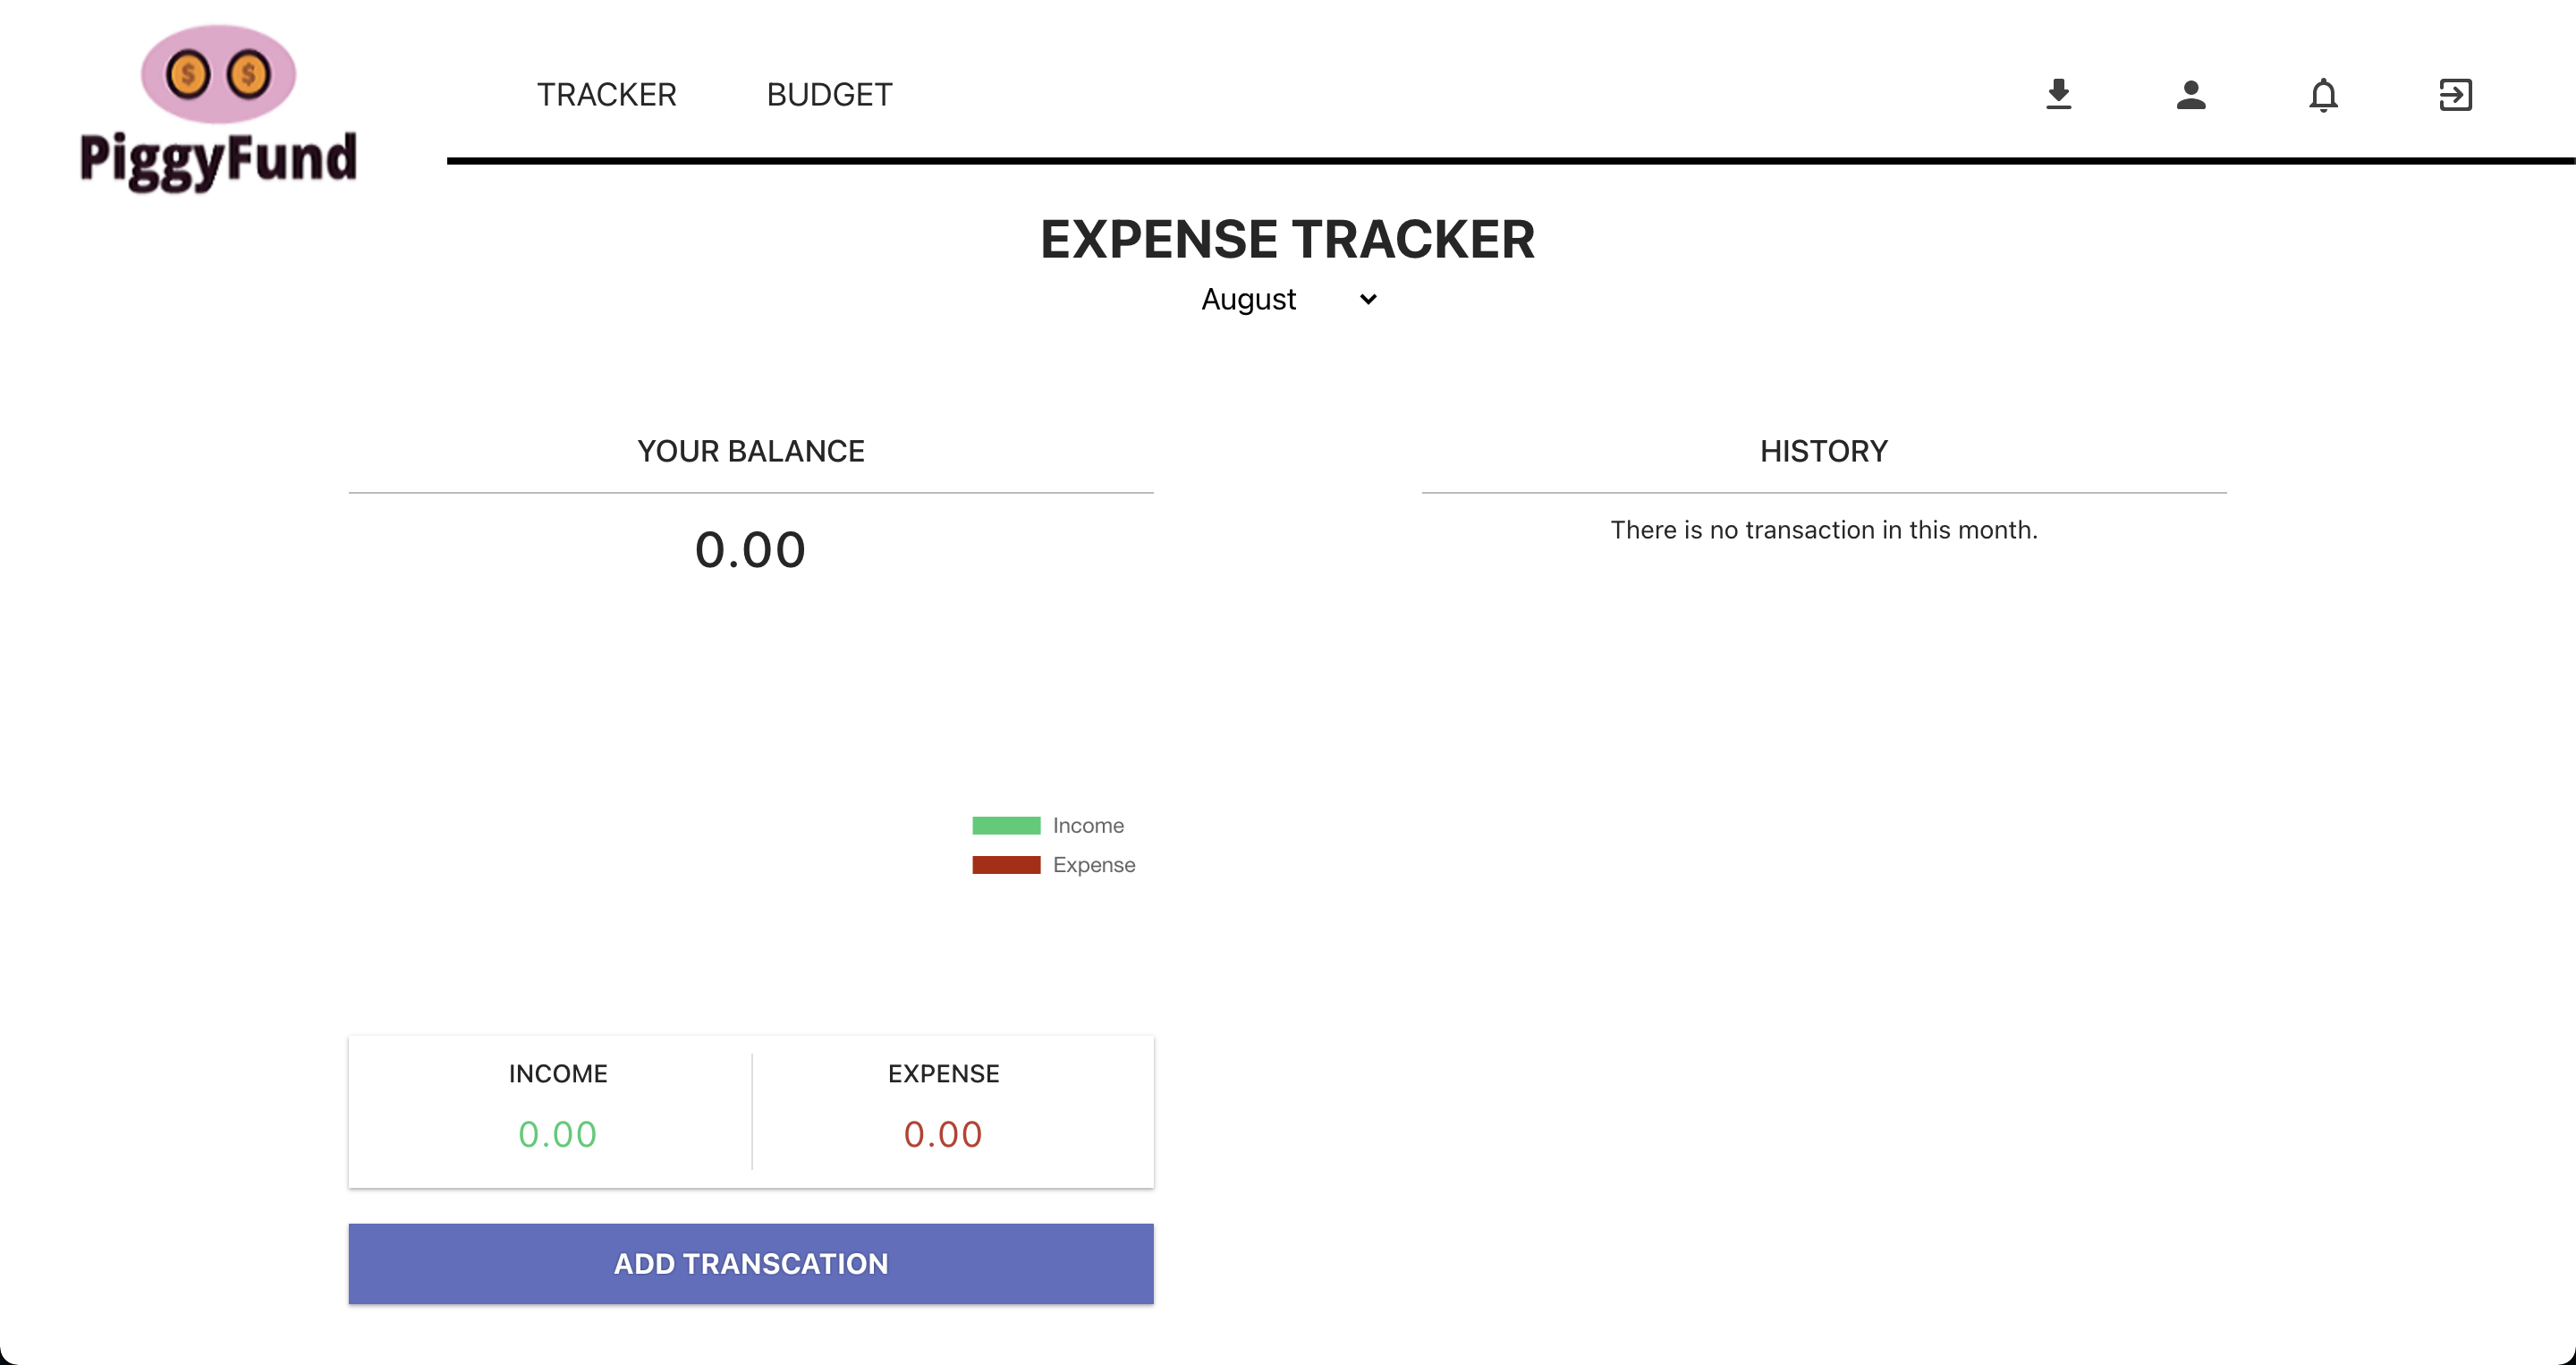 $ $
PiggyFund
TRACKER BUDGET
EXPENSE TRACKER
August
YOUR BALANCE
0.00
Income
Expense
INCOME EXPENSE
0.00 0.00
ADD TRANSCATION
HISTORY
There is no transaction in this month.